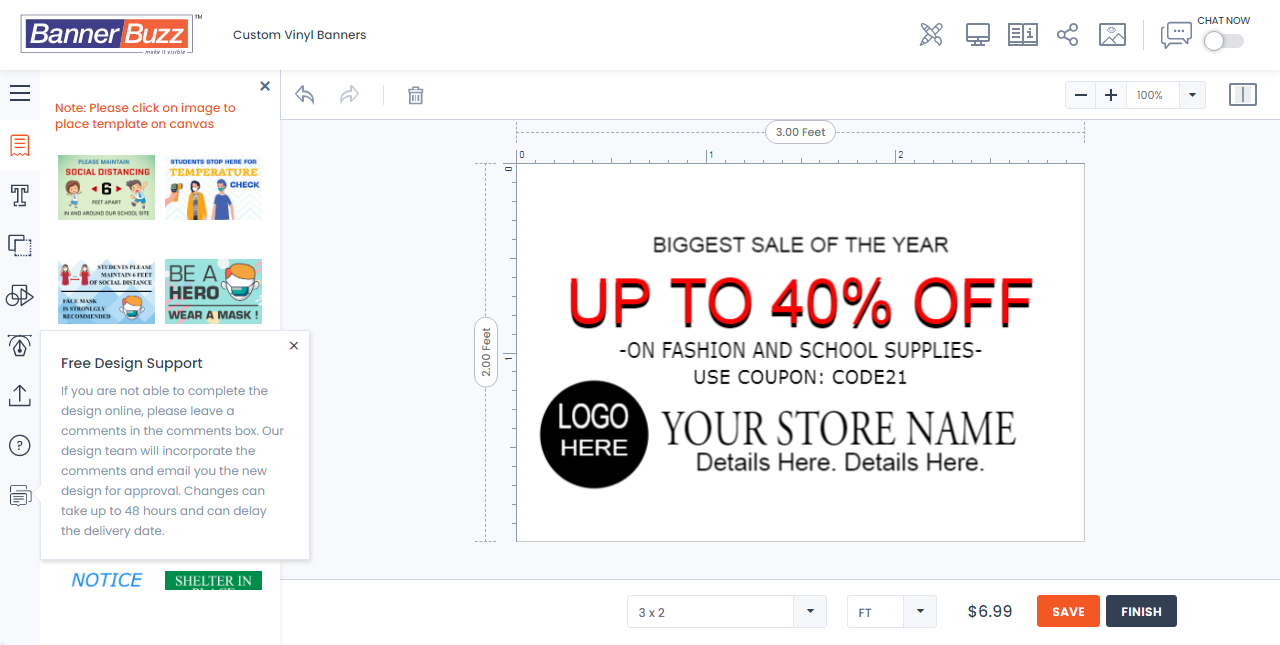 BannerBuzz™
make it visible
Custom Vinyl Banners
CHAT NOW
Note: Please click on image to
place template on canvas
PLEASE MAINTAIN
SOCIAL DISTANCING
6
FEET APART
IN AND AROUND OUR SCHOOL SITE
STUDENTS STOP HERE FOR
TEMPERATURE
CHECK
STUDENTS PLEASE
MAINTAIN 6 FEET
OF SOCIAL DISTANCE
FACE MASK
IS STRONGLGY
RECOMMENDED
BE A
HERO
WEAR A MASK !
Free Design Support
If you are not able to complete the
design online, please leave a
comments in the comments box. Our
design team will incorporate the
comments and email you the new
design for approval. Changes can
take up to 48 hours and can delay
the delivery date.
NOTICE
SHELTER IN
PLACE
100%
3.00 Feet
0
1
2
0
1
2.00 Feet
BIGGEST SALE OF THE YEAR
UP TO 40% OFF
-ON FASHION AND SCHOOL SUPPLIES-
USE COUPON: CODE21
LOGO
HERE
YOUR STORE NAME
Details Here. Details Here.
3 x 2
FT
$6.99
SAVE
FINISH